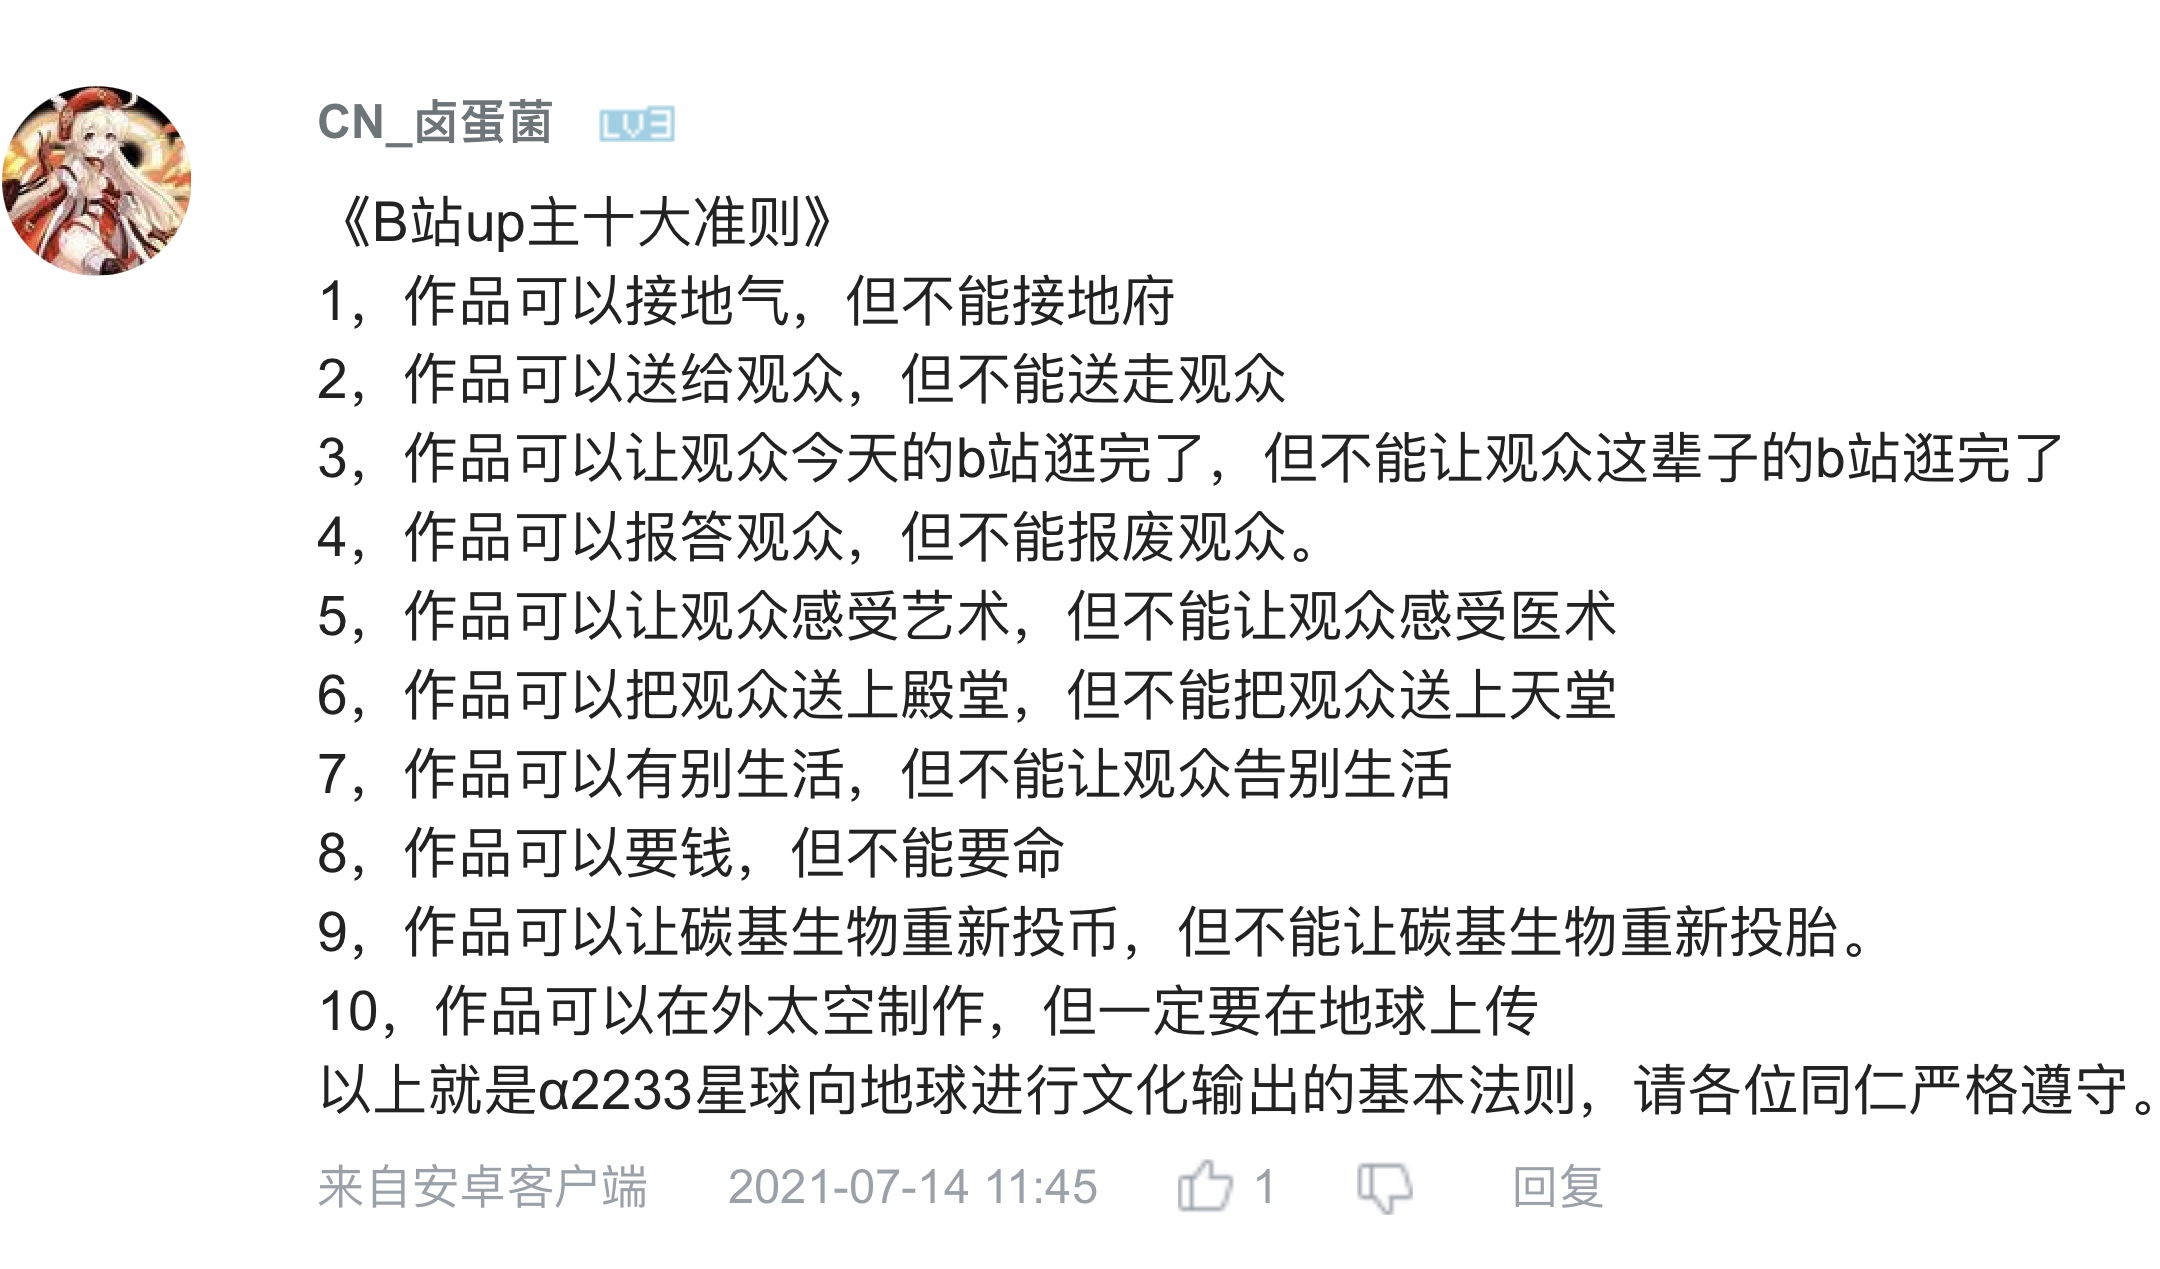 CN_卤蛋菌 LV3
《B站up主十大准则》
1，作品可以接地气，但不能接地府
2，作品可以送给观众，但不能送走观众
3，作品可以让观众今天的b站逛完了，但不能让观众这辈子的b站逛完了
4，作品可以报答观众，但不能报废观众。
5，作品可以让观众感受艺术，但不能让观众感受医术
6，作品可以把观众送上殿堂，但不能把观众送上天堂
7，作品可以有别生活，但不能让观众告别生活
8，作品可以要钱，但不能要命
9，作品可以让碳基生物重新投币，但不能让碳基生物重新投胎。
10，作品可以在外太空制作，但一定要在地球上传
以上就是α2233星球向地球进行文化输出的基本法则，请各位同仁严格遵守。
来自安卓客户端 2021-07-14 11:45 1 回复